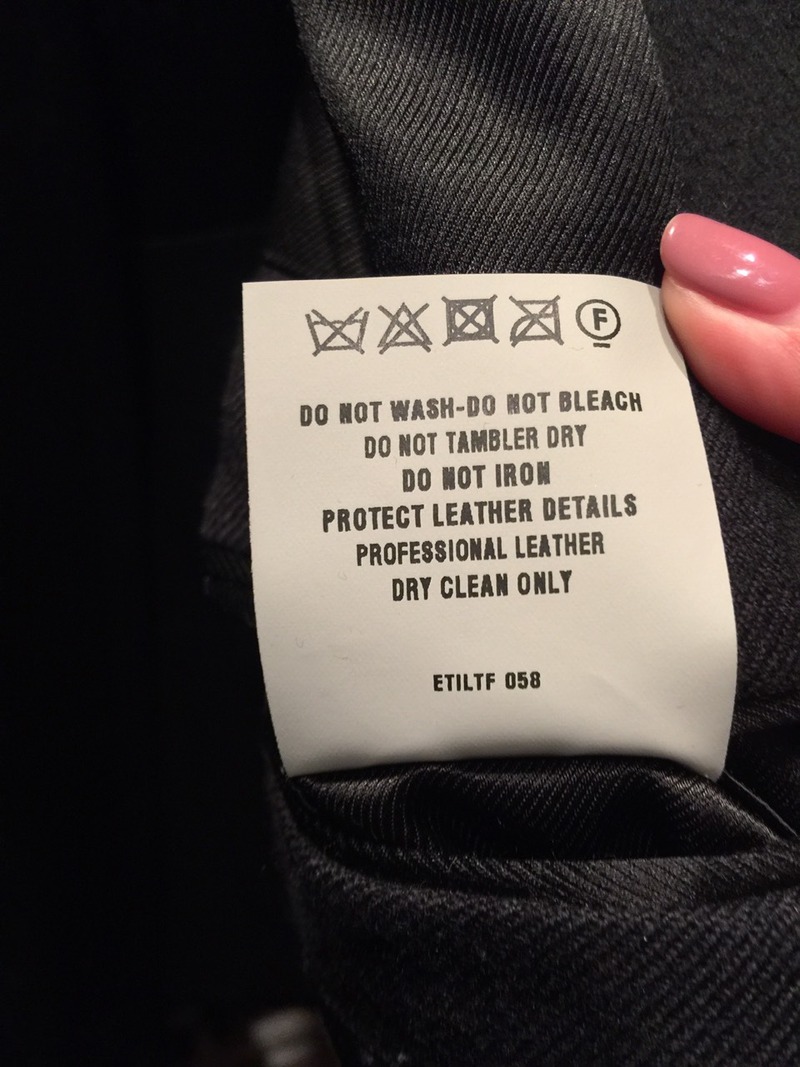 F
DO NOT WASH-DO NOT BLEACH
DO NOT TAMBLER DRY
DO NOT IRON
PROTECT LEATHER DETAILS
PROFESSIONAL LEATHER
DRY CLEAN ONLY
ETILTF 058